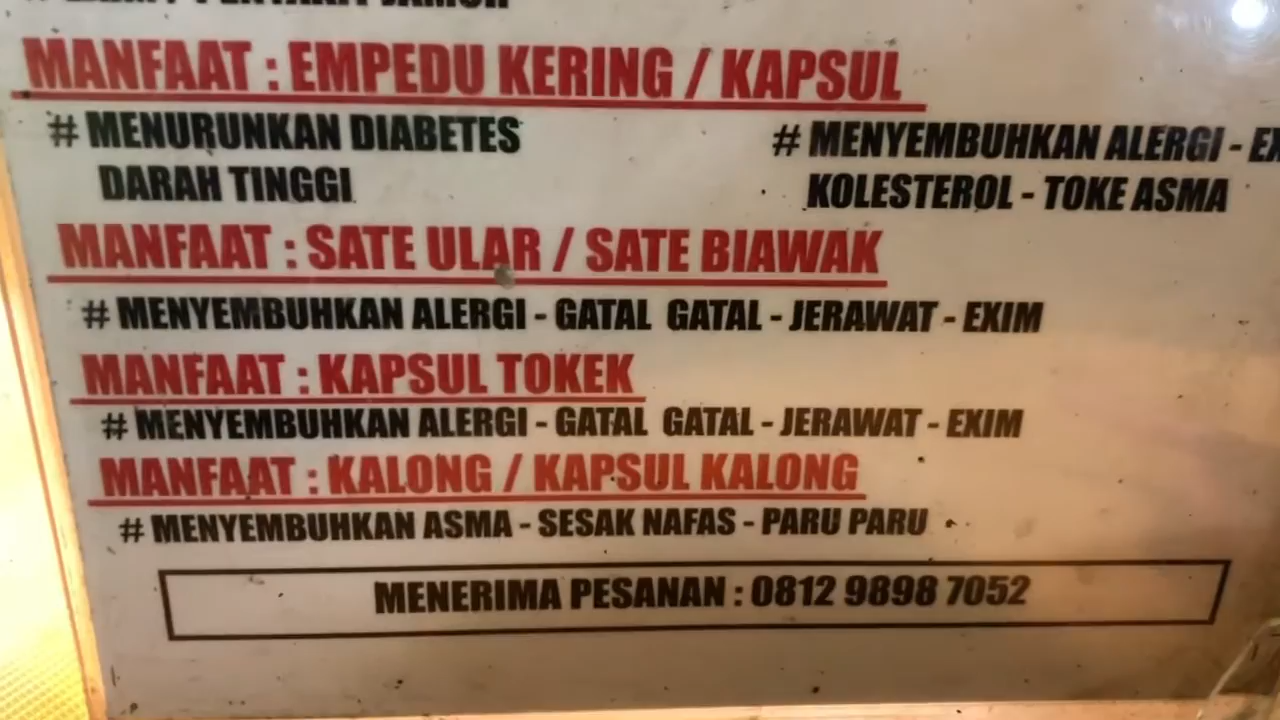 MANFAAT : EMPEDU KERING / KAPSUL
# MENURUNKAN DIABETES
DARAH TINGGI
# MENYEMBUHKAN ALERGI -
KOLESTEROL - TOKE ASMA
MANFAAT : SATE ULAR / SATE BIAWAK
# MENYEMBUHKAN ALERGI - GATAL GATAL - JERAWAT - EXIM
MANFAAT : KAPSUL TOKEK
# MENYEMBUHKAN ALERGI - GATAL GATAL - JERAWAT - EXIM
MANFAAT : KALONG / KAPSUL KALONG
# MENYEMBUHKAN ASMA - SESAK NAFAS - PARU PARU
MENERIMA PESANAN : 0812 9898 7052